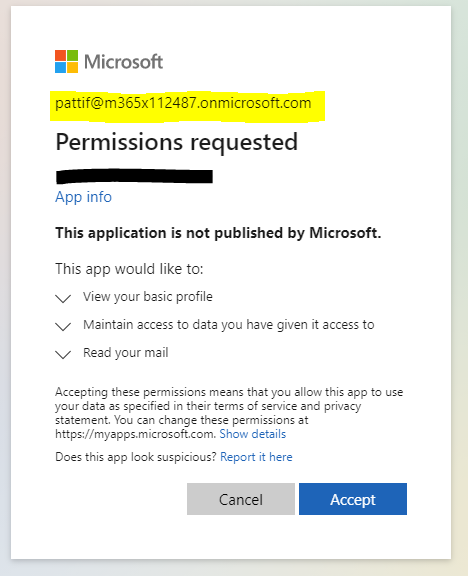 Microsoft
pattif@m365x112487.onmicrosoft.com
Permissions requested
App info
This application is not published by Microsoft.
This app would like to:
View your basic profile
Maintain access to data you have given it access to
Read your mail
Accepting these permissions means that you allow this app to use
your data as specified in their terms of service and privacy
statement. You can change these permissions at
https://myapps.microsoft.com. Show details
Does this app look suspicious? Report it here
Cancel
Accept